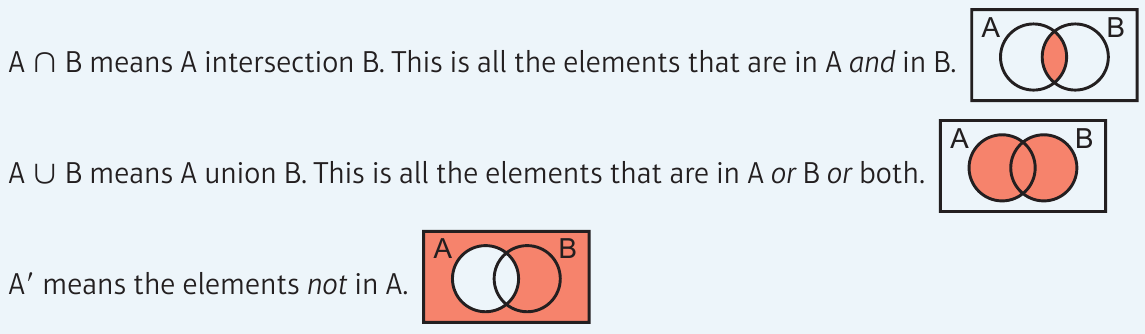 A ∩ B means A intersection B. This is all the elements that are in A and in B.
A B
A ∪ B means A union B. This is all the elements that are in A or B or both.
A B
A′ means the elements not in A.
A B